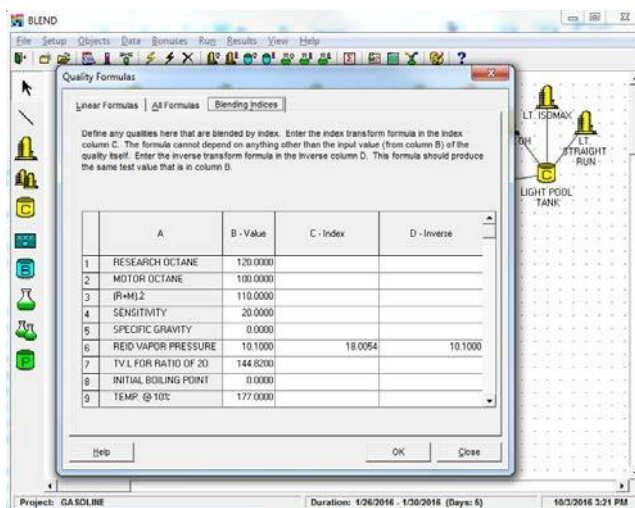 BLEND
File Setup Objects Data Bonuses Run Results View Help
Quality Formulas
Linear Formulas All Formulas Blending Indices
Define any qualities here that are blended by index. Enter the index transform formula in the Index
column C. The formula cannot depend on anything other than the input value (from column B) of the
quality itself. Enter the inverse transform formula in the Inverse column D. This formula should produce
the same test value that is in column B.
A B - Value C - Index D - Inverse
1 RESEARCH OCTANE 120.0000
2 MOTOR OCTANE 100.0000
3 (R+M)/2 110.0000
4 SENSITIVITY 20.0000
5 SPECIFIC GRAVITY 0.0000
6 REID VAPOR PRESSURE 10.1000 18.0054 10.1000
7 TV:L FOR RATIO OF 20 144.8200
8 INITIAL BOILING POINT 0.0000
9 TEMP. @ 10% 177.0000
Help OK Close
LT. ISOMAX
LT.
STRAIGHT
RUN
LIGHT POOL
TANK
Project: GASOLINE Duration: 1/26/2016 - 1/30/2016 (Days: 5) 10/3/2016 3:21 PM